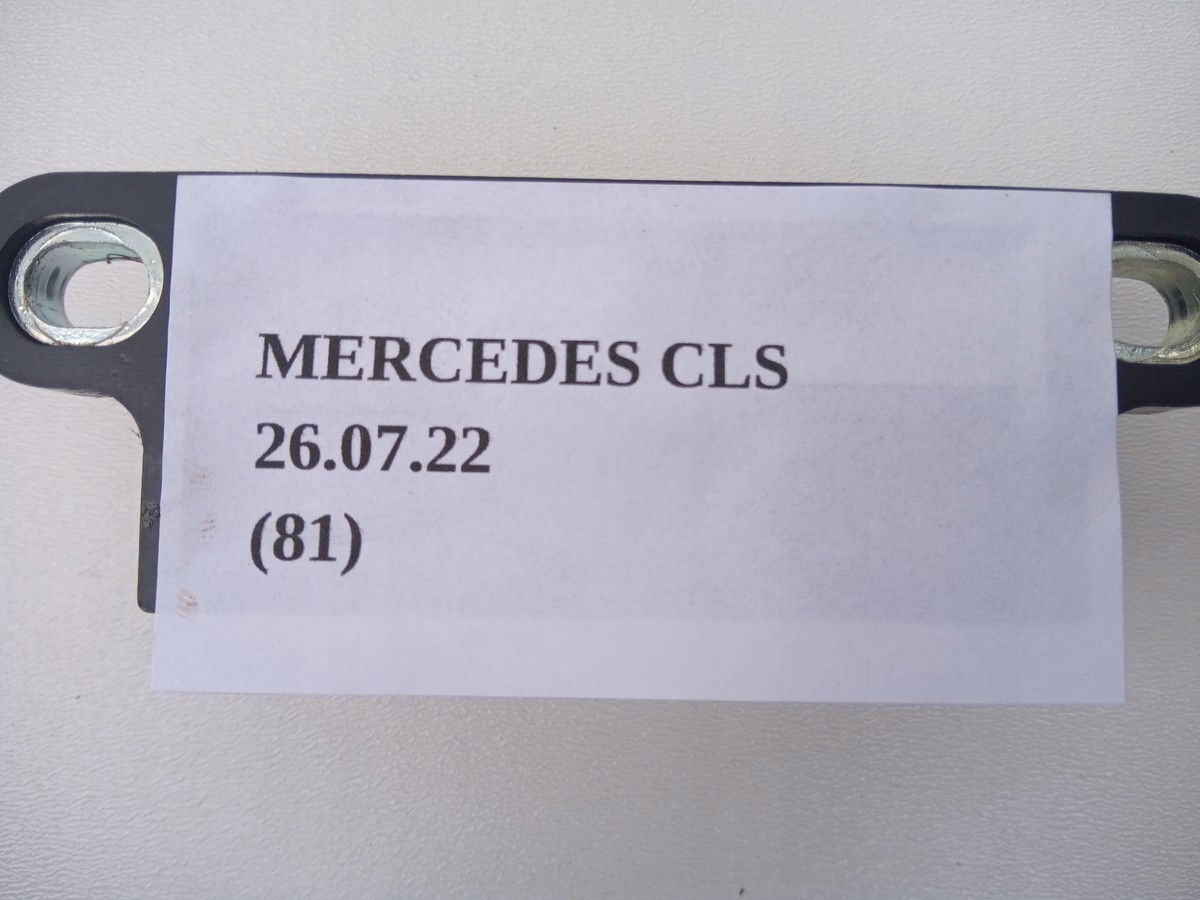 MERCEDES CLS
26.07.22
(81)